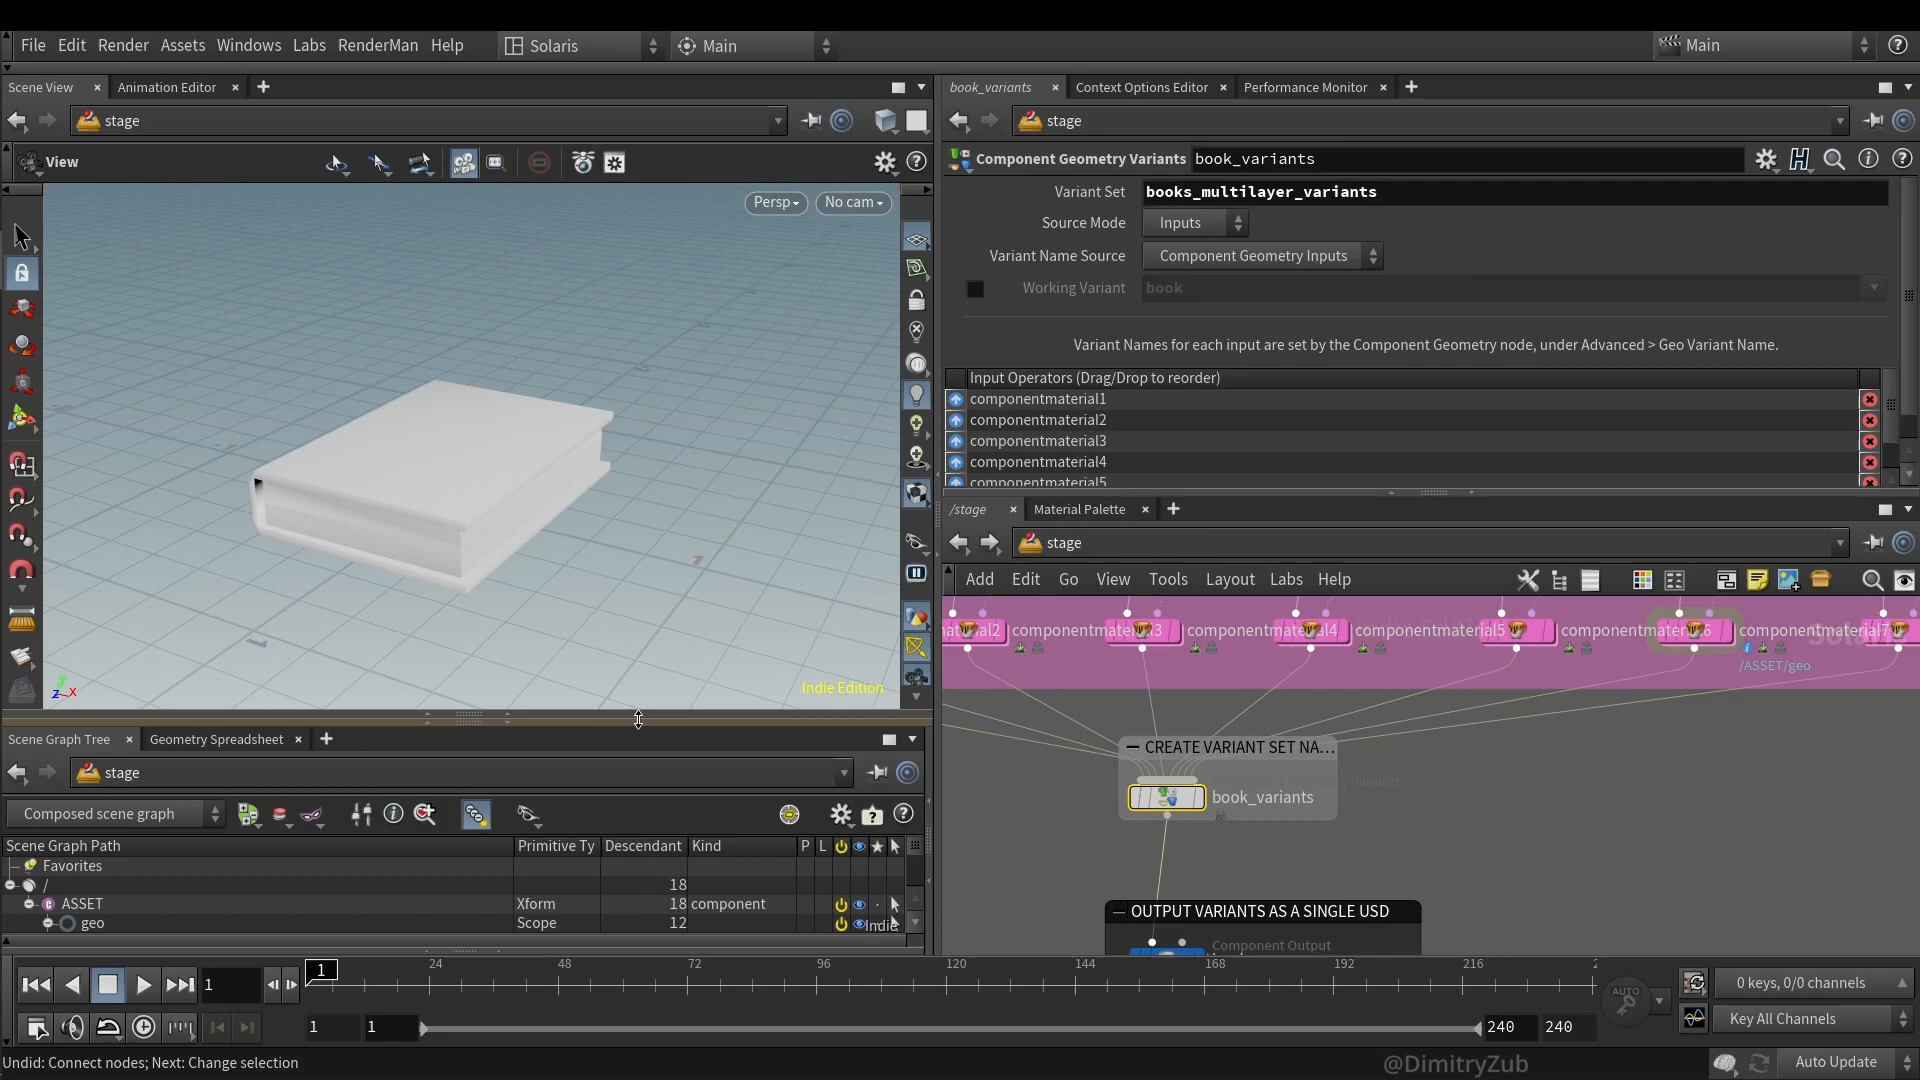 File Edit Render Assets Windows Labs RenderMan Help Solaris Main Main
Scene View Animation Editor
stage
View
Persp No cam
Indie Edition
y
z x
book_variants Context Options Editor Performance Monitor
stage
Component Geometry Variants book_variants
Variant Set books_multilayer_variants
Source Mode Inputs
Variant Name Source Component Geometry Inputs
Working Variant book
Variant Names for each input are set by the Component Geometry node, under Advanced > Geo Variant Name.
Input Operators (Drag/Drop to reorder)
componentmaterial1
componentmaterial2
componentmaterial3
componentmaterial4
componentmaterial5
/stage Material Palette
stage
Add Edit Go View Tools Layout Labs Help
componentmaterial5
componentmaterial7
/ASSET/geo
CREATE VARIANT SET NA...
Component Geometry Variants
book_variants
OUTPUT VARIANTS AS A SINGLE USD
Component Output
Scene Graph Tree Geometry Spreadsheet
stage
Composed scene graph
Scene Graph Path Primitive Ty Descendant Kind P L
Favorites
/ 18
ASSET Xform 18 component
geo Scope 12
Indie
1 1 24 48 72 96 120 144 168 192 216 2
AUTO
0 keys, 0/0 channels
1 1 240 240
Key All Channels
Undid: Connect nodes; Next: Change selection
@DimitryZub
Auto Update